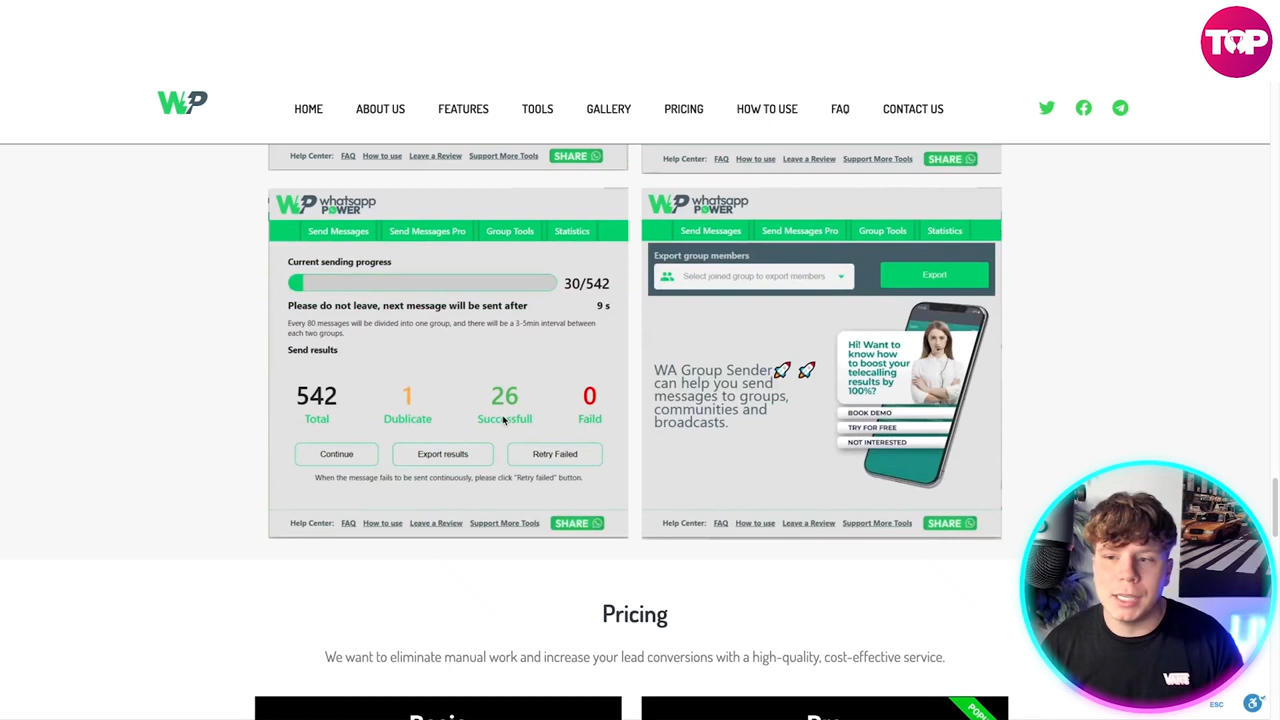 TOP
WP
HOME
ABOUT US
FEATURES
TOOLS
GALLERY
PRICING
HOW TO USE
FAQ
CONTACT US
Help Center: FAQ How to use Leave a Review Support More Tools SHARE
Help Center: FAQ How to use Leave a Review Support More Tools SHARE
WP whatsapp
POWER
Send Messages Send Messages Pro Group Tools Statistics
Current sending progress
30/542
Please do not leave, next message will be sent after 9 s
Every 80 messages will be divided into one group, and there will be a 3-5min interval between
each two groups.
Send results
542 1 26 0
Total Dublicate Successfull Faild
Continue Export results Retry Failed
When the message fails to be sent continuously, please click "Retry failed" button.
Help Center: FAQ How to use Leave a Review Support More Tools SHARE
WP whatsapp
POWER
Send Messages Send Messages Pro Group Tools Statistics
Export group members
Select joined group to export members
Export
WA Group Sender
can help you send
messages to groups,
communities and
broadcasts.
Hi! Want to
know how
to boost your
telecalling
results by
100%?
BOOK DEMO
TRY FOR FREE
NOT INTERESTED
Help Center: FAQ How to use Leave a Review Support More Tools SHARE
Pricing
We want to eliminate manual work and increase your lead conversions with a high-quality, cost-effective service.
VANS
ESC